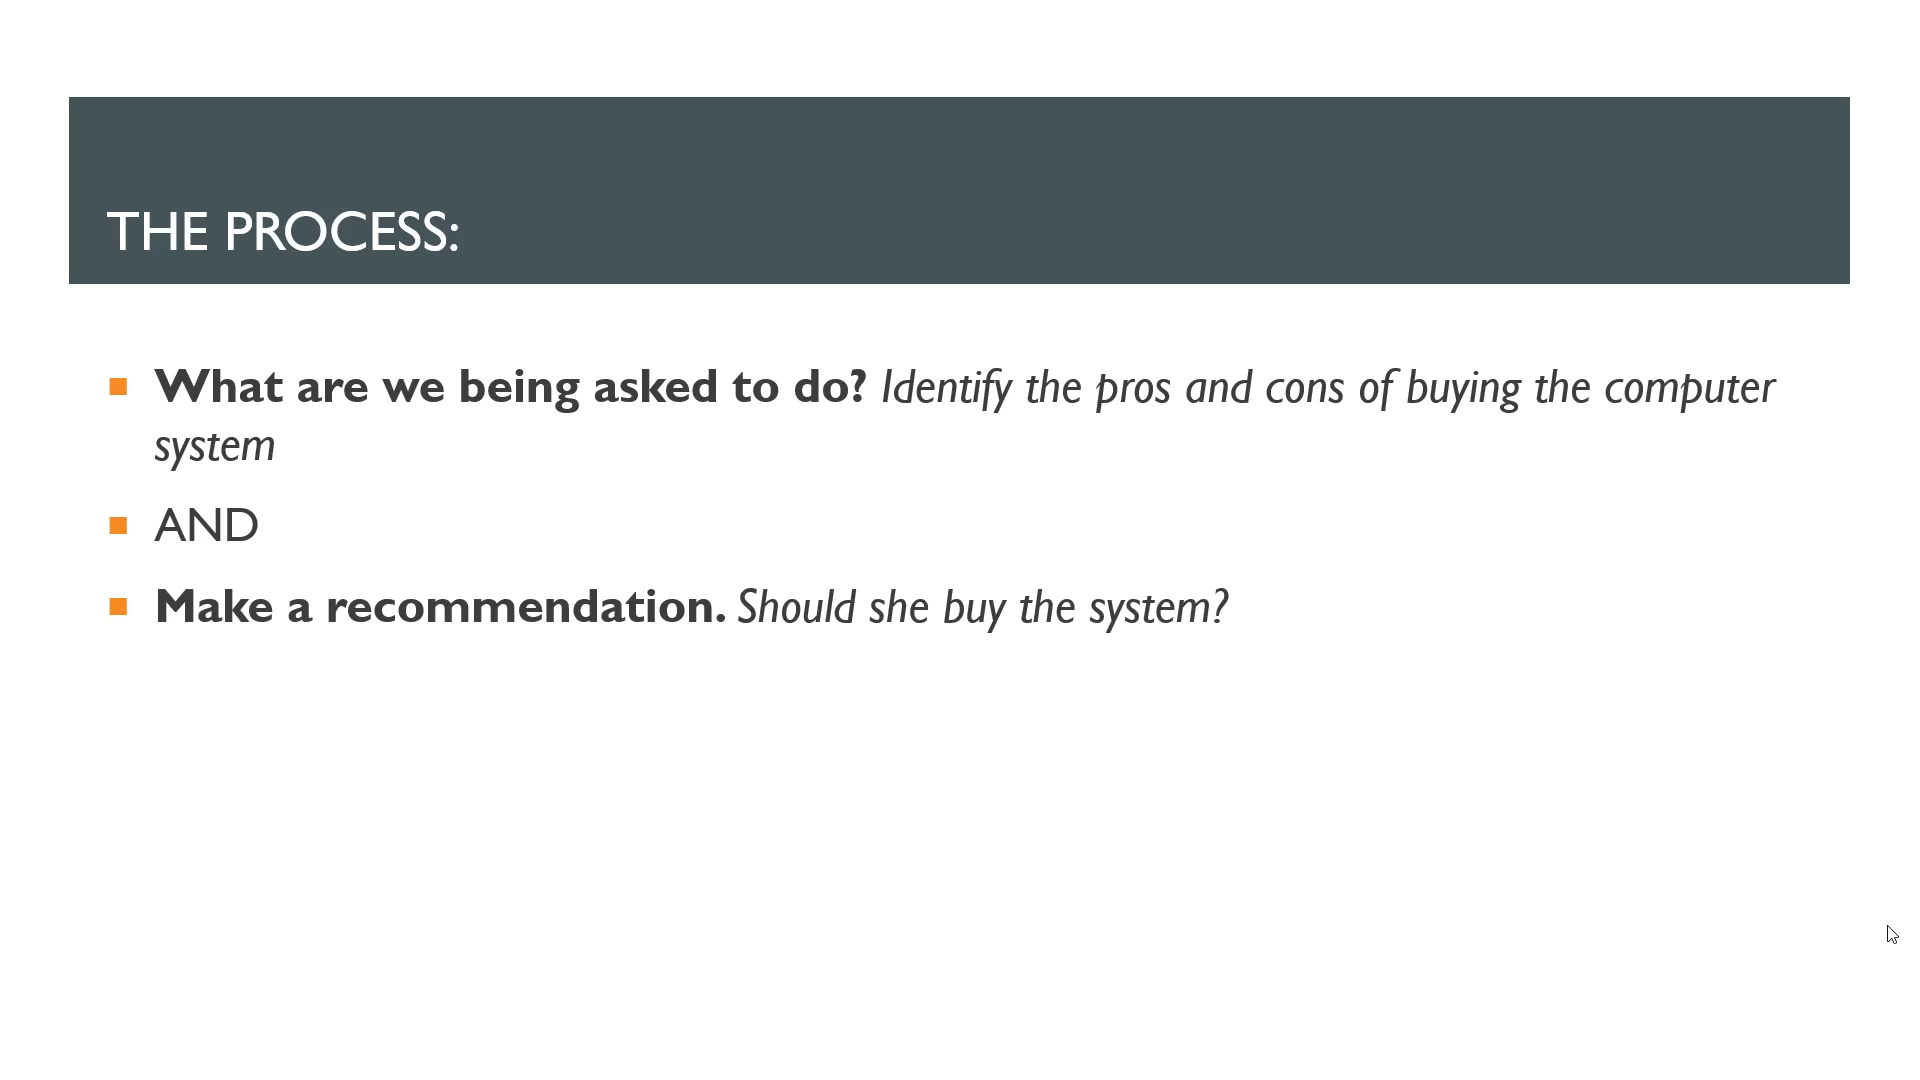 THE PROCESS:
What are we being asked to do? Identify the pros and cons of buying the computer
system
AND
Make a recommendation. Should she buy the system?